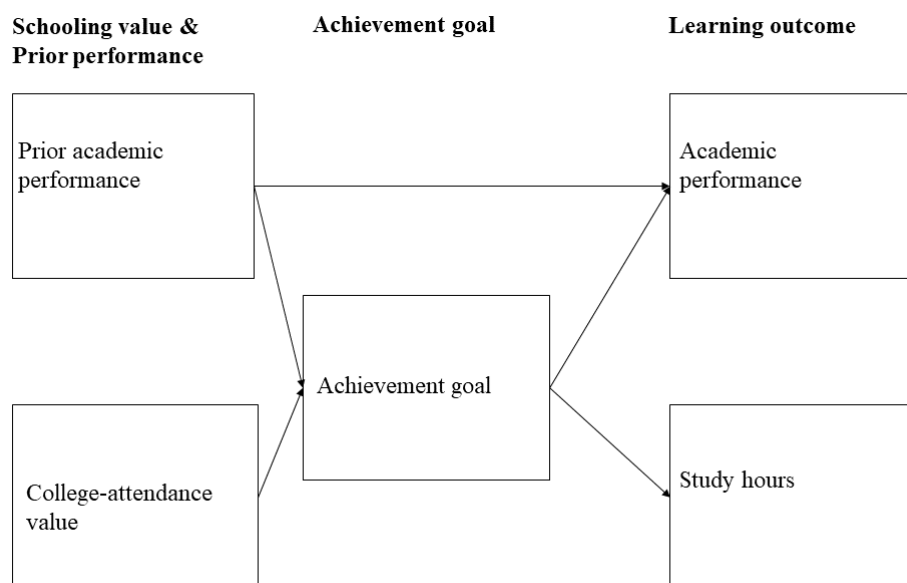 Schooling value &
Prior performance
Achievement goal
Learning outcome
Prior academic
performance
Academic
performance
Achievement goal
College-attendance
value
Study hours